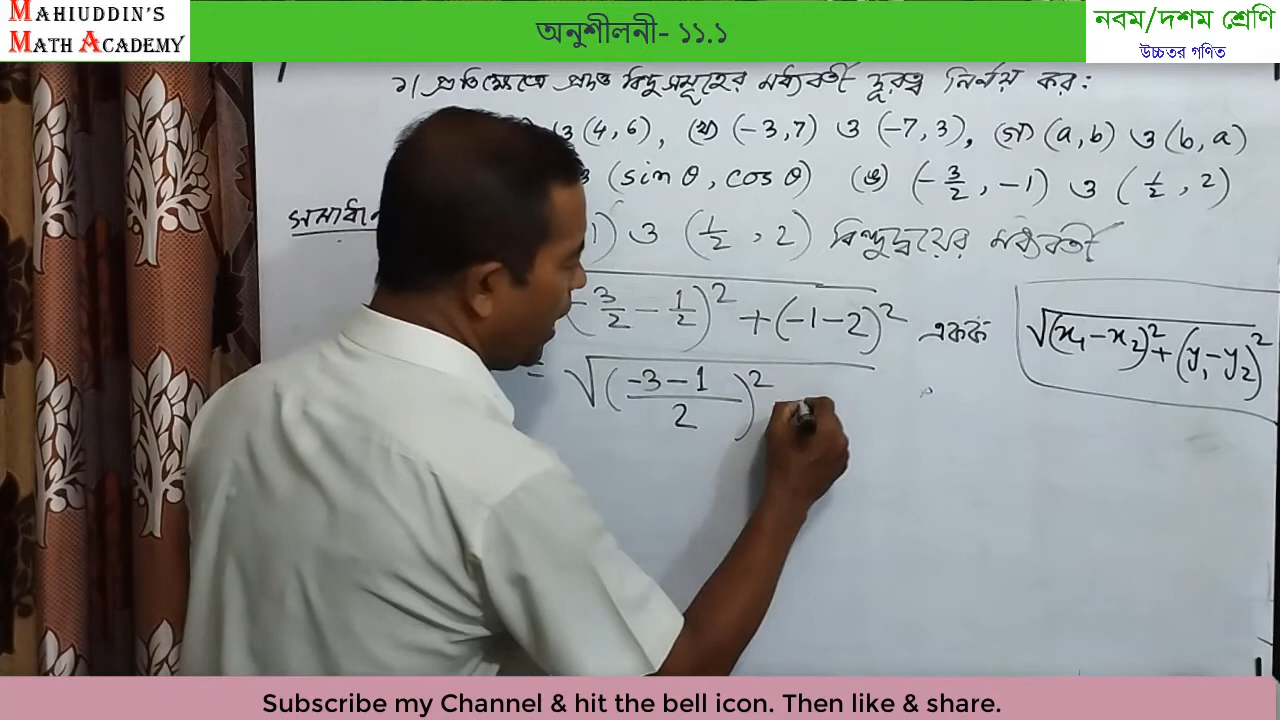 MAHIUDDIN'S
MATH ACADEMY
অনুশীলনী- ১১.১
নবম/দশম শ্রেণি
উচ্চতর গণিত
১। প্রতিক্ষেত্রে প্রদত্ত বিন্দুসমূহের মধ্যবর্তী দূরত্ব নির্ণয় কর:
ও (4, 6), (খ) (-3, 7) ও (-7, 3), (গ) (a, b) ও (b, a)
(sin θ, cos θ) (ঙ) (-3/2, -1) ও (1/2, 2)
1) ও (1/2, 2) বিন্দুদ্বয়ের মধ্যবর্তী
-3/2 - 1/2)² + (-1-2)² একক
√(x₁-x₂)²+(y₁-y₂)²
= √((-3-1)/2)²
Subscribe my Channel & hit the bell icon. Then like & share.